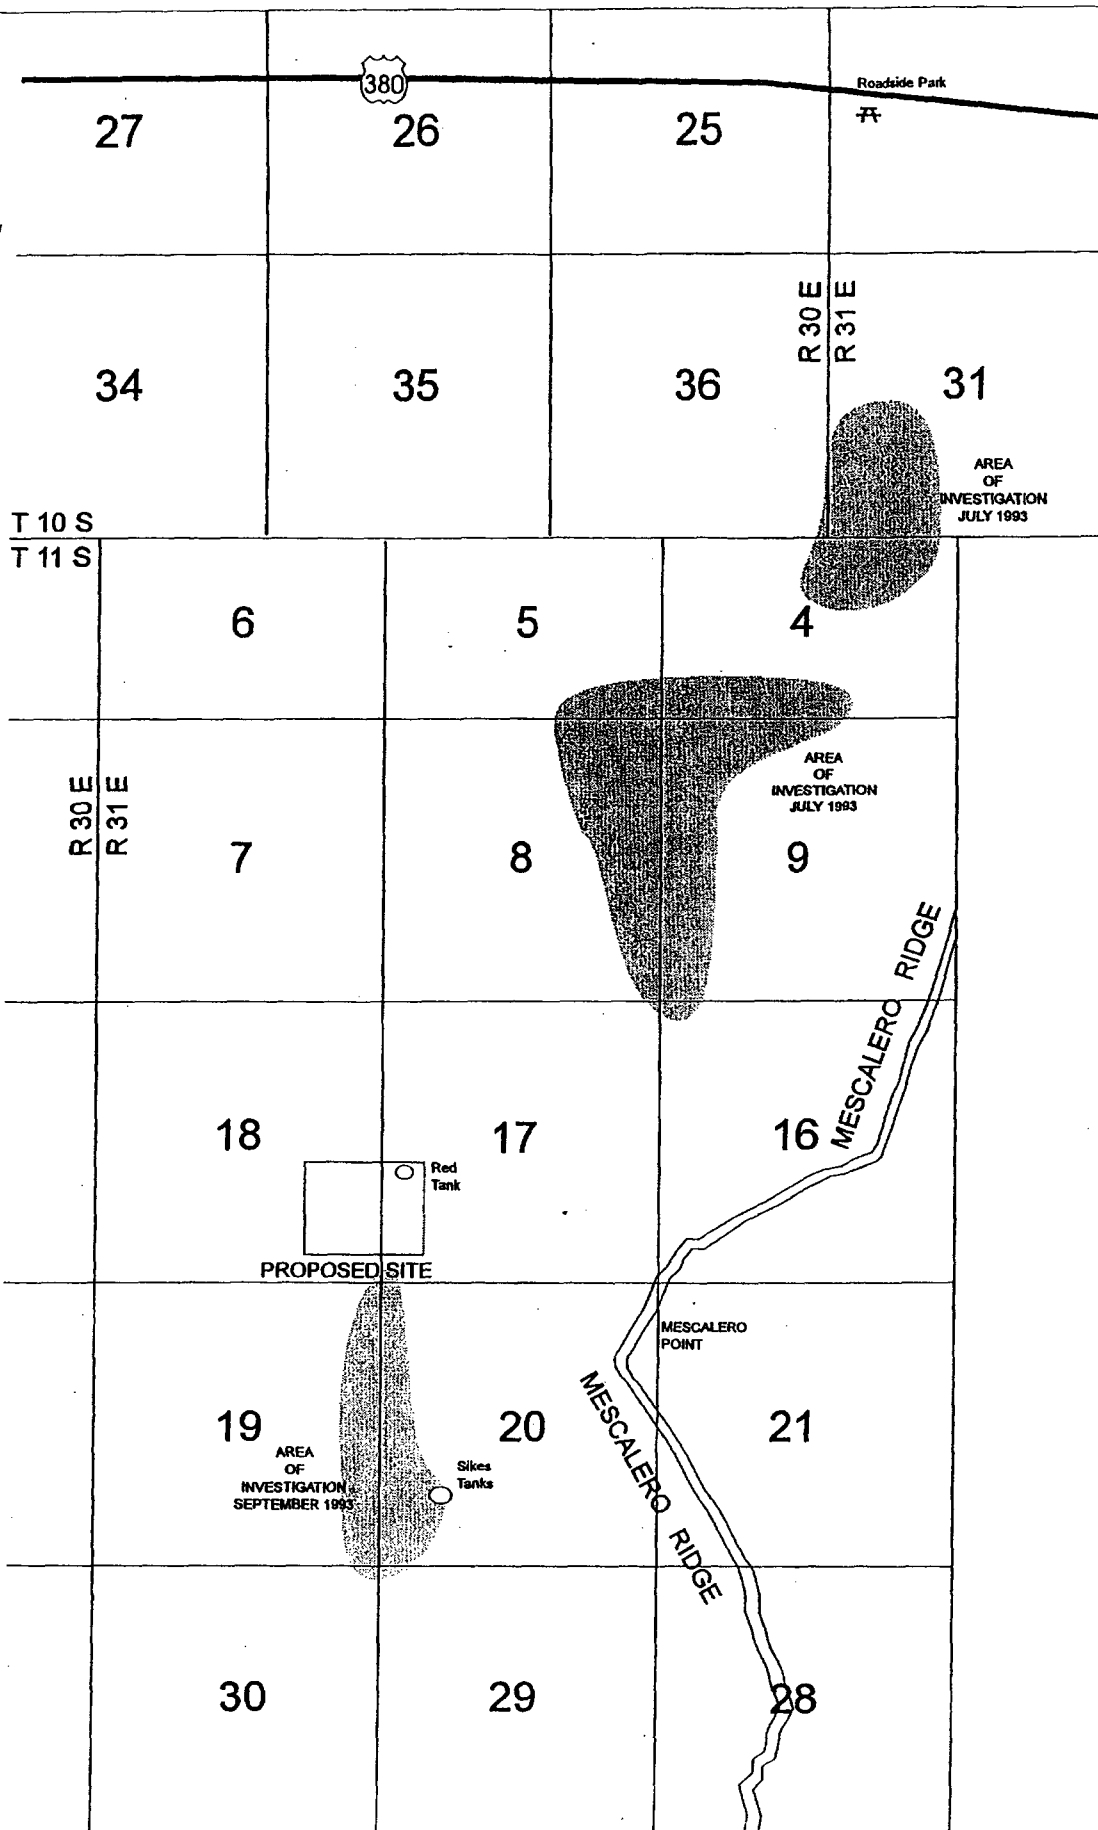 380
Roadside Park
27
26
25
R 30 E
R 31 E
34
35
36
31
AREA
OF
INVESTIGATION
JULY 1993
T 10 S
T 11 S
6
5
4
AREA
OF
INVESTIGATION
JULY 1993
R 30 E
R 31 E
7
8
9
MESCALERO RIDGE
18
17
16
Red
Tank
PROPOSED SITE
MESCALERO
POINT
MESCALERO RIDGE
19
20
21
AREA
OF
INVESTIGATION
SEPTEMBER 1993
Sikes
Tanks
30
29
28